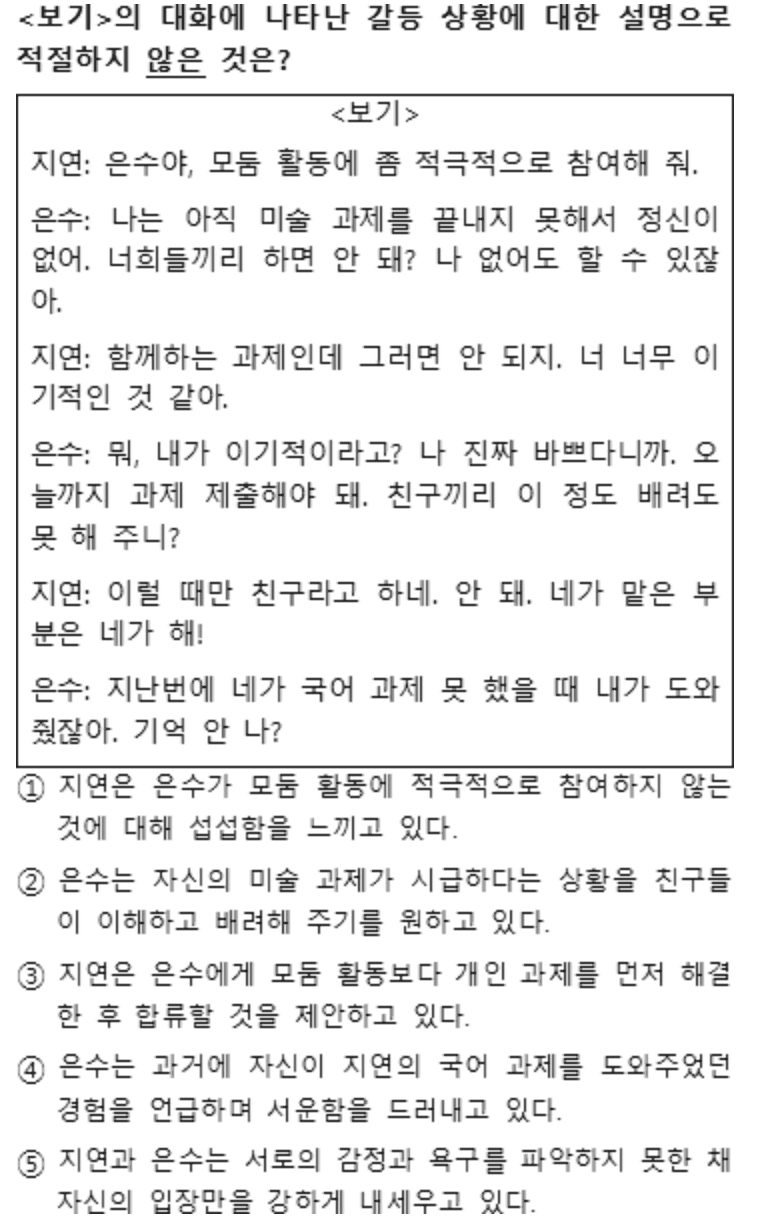 <보기>의 대화에 나타난 갈등 상황에 대한 설명으로
적절하지 않은 것은?
<보기>
지연: 은수야, 모둠 활동에 좀 적극적으로 참여해 줘.
은수: 나는 아직 미술 과제를 끝내지 못해서 정신이
없어. 너희들끼리 하면 안 돼? 나 없어도 할 수 있잖
아.
지연: 함께하는 과제인데 그러면 안 되지. 너 너무 이
기적인 것 같아.
은수: 뭐, 내가 이기적이라고? 나 진짜 바쁘다니까. 오
늘까지 과제 제출해야 돼. 친구끼리 이 정도 배려도
못 해 주니?
지연: 이럴 때만 친구라고 하네. 안 돼. 네가 맡은 부
분은 네가 해!
은수: 지난번에 네가 국어 과제 못 했을 때 내가 도와
줬잖아. 기억 안 나?
① 지연은 은수가 모둠 활동에 적극적으로 참여하지 않는
것에 대해 섭섭함을 느끼고 있다.
② 은수는 자신의 미술 과제가 시급하다는 상황을 친구들
이 이해하고 배려해 주기를 원하고 있다.
③ 지연은 은수에게 모둠 활동보다 개인 과제를 먼저 해결
한 후 합류할 것을 제안하고 있다.
④ 은수는 과거에 자신이 지연의 국어 과제를 도와주었던
경험을 언급하며 서운함을 드러내고 있다.
⑤ 지연과 은수는 서로의 감정과 욕구를 파악하지 못한 채
자신의 입장만을 강하게 내세우고 있다.